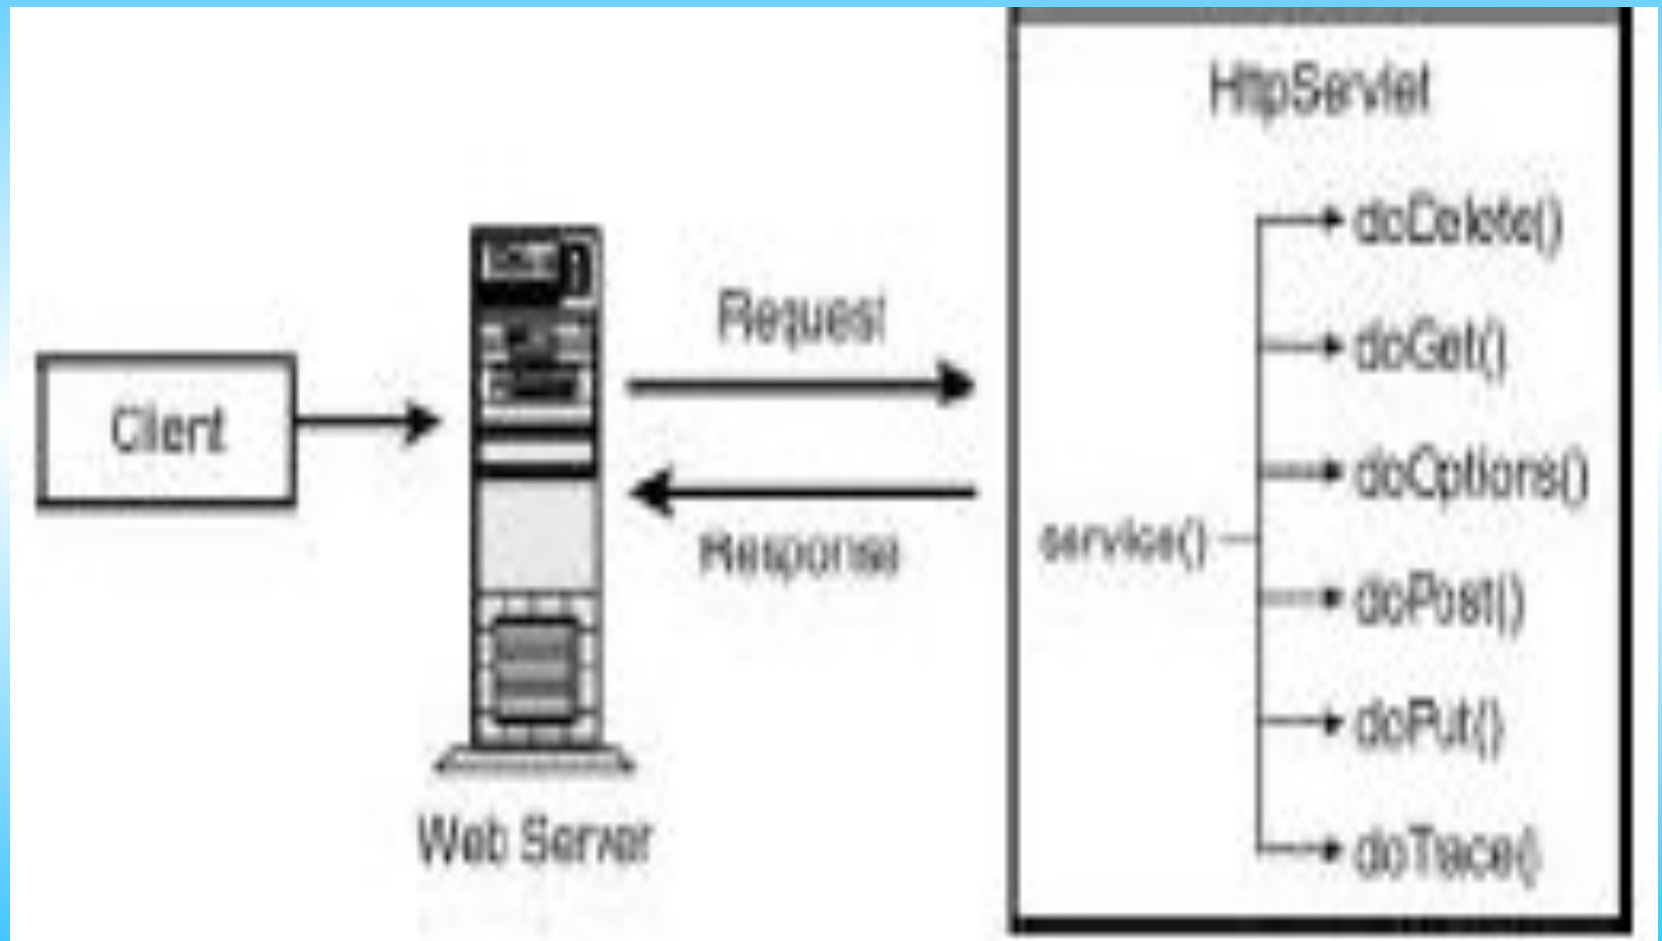 HttpServlet
doDelete()
Request
doGet()
Client
doOptions()
service()
Response
doPost()
doPut()
Web Server
doTrace()